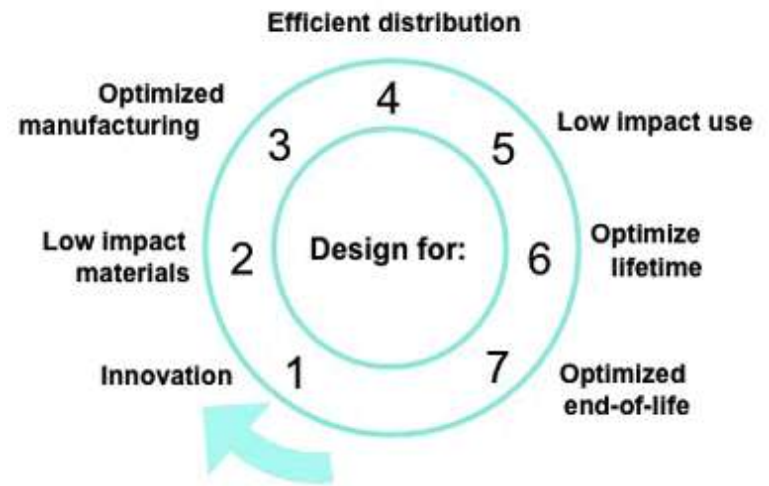 Efficient distribution
4
Optimized
manufacturing
3
5
Low impact use
Low impact
materials
2
Design for:
6
Optimize
lifetime
Innovation
1
7
Optimized
end-of-life